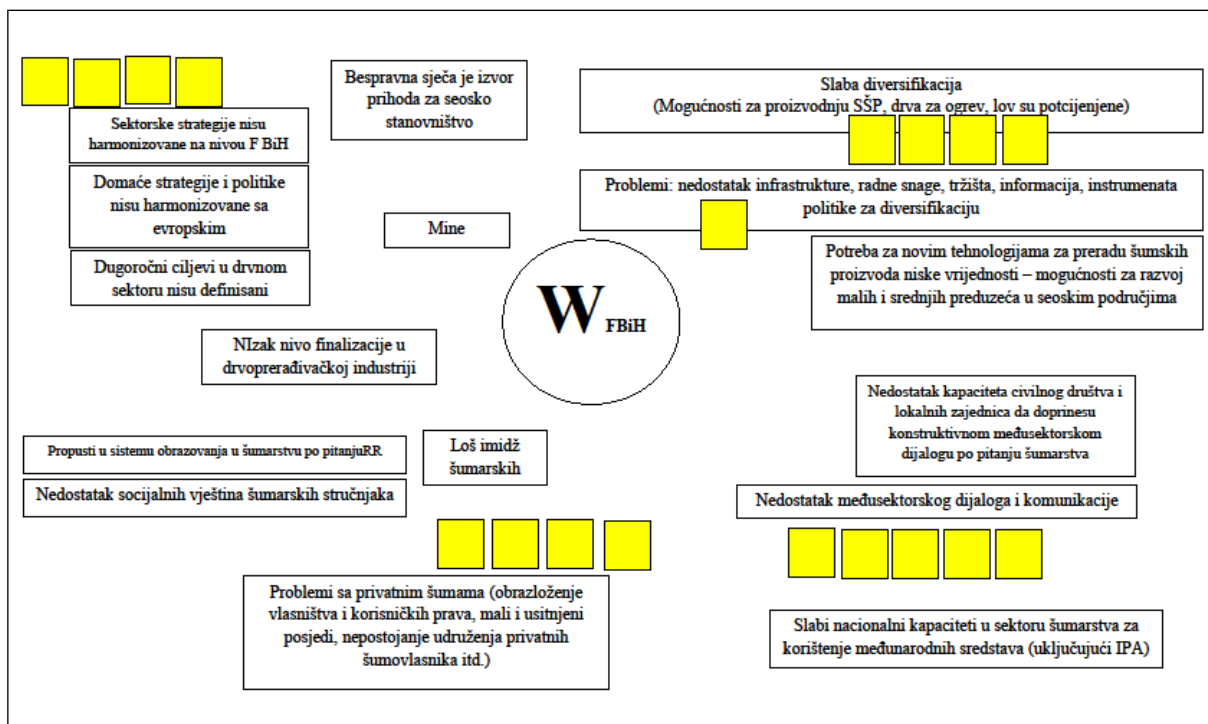 Bespravna sječa je izvor
prihoda za seosko
stanovništvo
Slaba diversifikacija
(Mogućnosti za proizvodnju SŠP, drva za ogrev, lov su potcijenjene)
Sektorske strategije nisu
harmonizovane na nivou F BiH
Domaće strategije i politike
nisu harmonizovane sa
evropskim
Dugoročni ciljevi u drvnom
sektoru nisu definisani
Mine
Problemi: nedostatak infrastrukture, radne snage, tržišta, informacija, instrumenata
politike za diversifikaciju
Potreba za novim tehnologijama za preradu šumskih
proizvoda niske vrijednosti – mogućnosti za razvoj
malih i srednjih preduzeća u seoskim područjima
W FBiH
NIzak nivo finalizacije u
drvoprerađivačkoj industriji
Nedostatak kapaciteta civilnog društva i
lokalnih zajednica da doprinesu
konstruktivnom međusektorskom
dijalogu po pitanju šumarstva
Propusti u sistemu obrazovanja u šumarstvu po pitanjuRR
Nedostatak socijalnih vještina šumarskih stručnjaka
Loš imidž
šumarskih
Nedostatak međusektorskog dijaloga i komunikacije
Problemi sa privatnim šumama (obrazloženje
vlasništva i korisničkih prava, mali i usitnjeni
posjedi, nepostojanje udruženja privatnih
šumovlasnika itd.)
Slabi nacionalni kapaciteti u sektoru šumarstva za
korištenje međunarodnih sredstava (uključujući IPA)